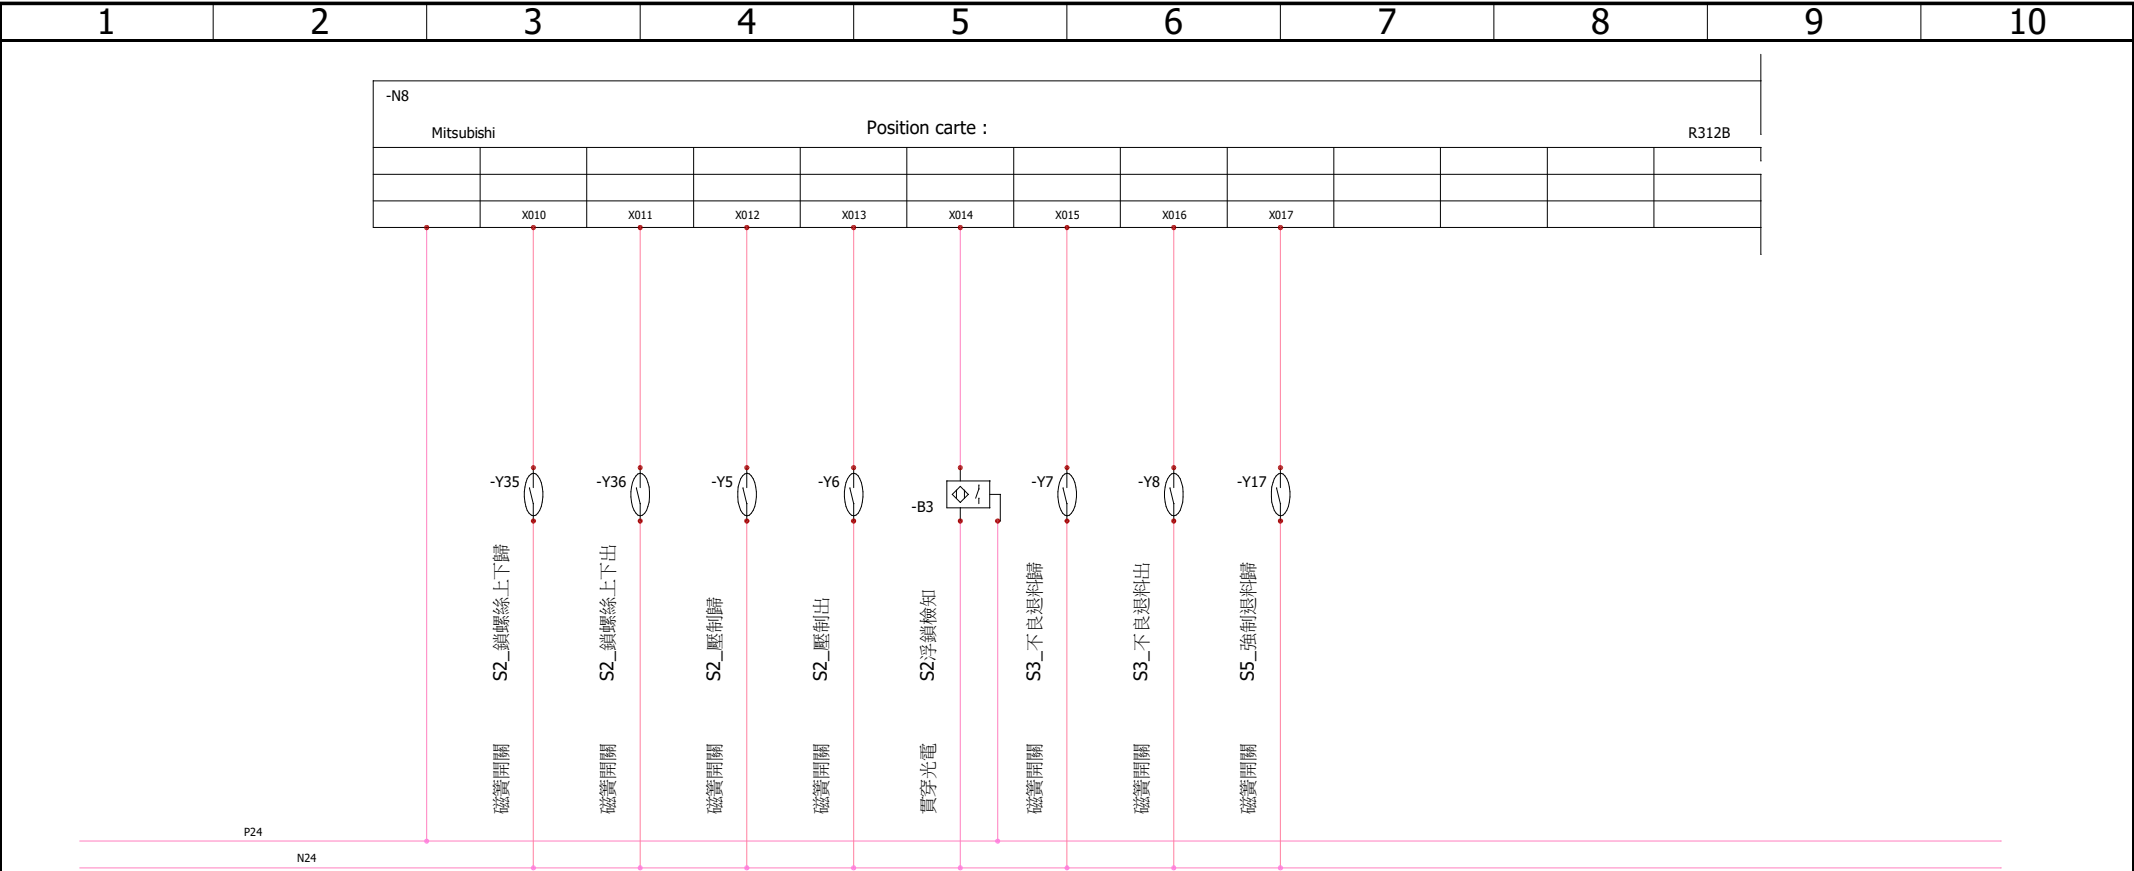 1 2 3 4 5 6 7 8 9 10
-N8
Mitsubishi Position carte : R312B
X010 X011 X012 X013 X014 X015 X016 X017
-Y35 -Y36 -Y5 -Y6 -B3 -Y7 -Y8 -Y17
S2_鎖螺絲上下歸
S2_鎖螺絲上下出
S2_壓制歸
S2_壓制出
S2浮鎖檢知
S3_不良退料歸
S3_不良退料出
S5_強制退料歸
磁簧開關
磁簧開關
磁簧開關
磁簧開關
貫穿光電
磁簧開關
磁簧開關
磁簧開關
P24
N24